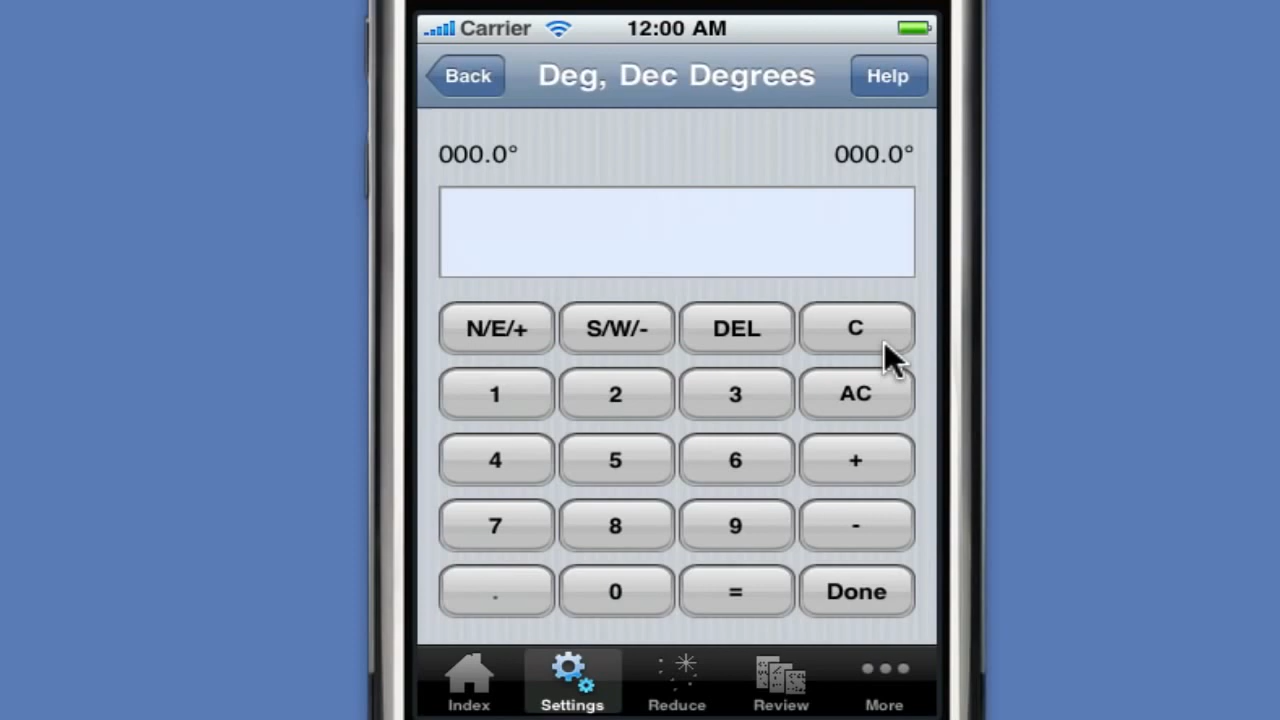 Carrier 12:00 AM
Back Deg, Dec Degrees Help
000.0° 000.0°
N/E/+ S/W/- DEL C
1 2 3 AC
4 5 6 +
7 8 9 -
. 0 = Done
Index Settings Reduce Review More